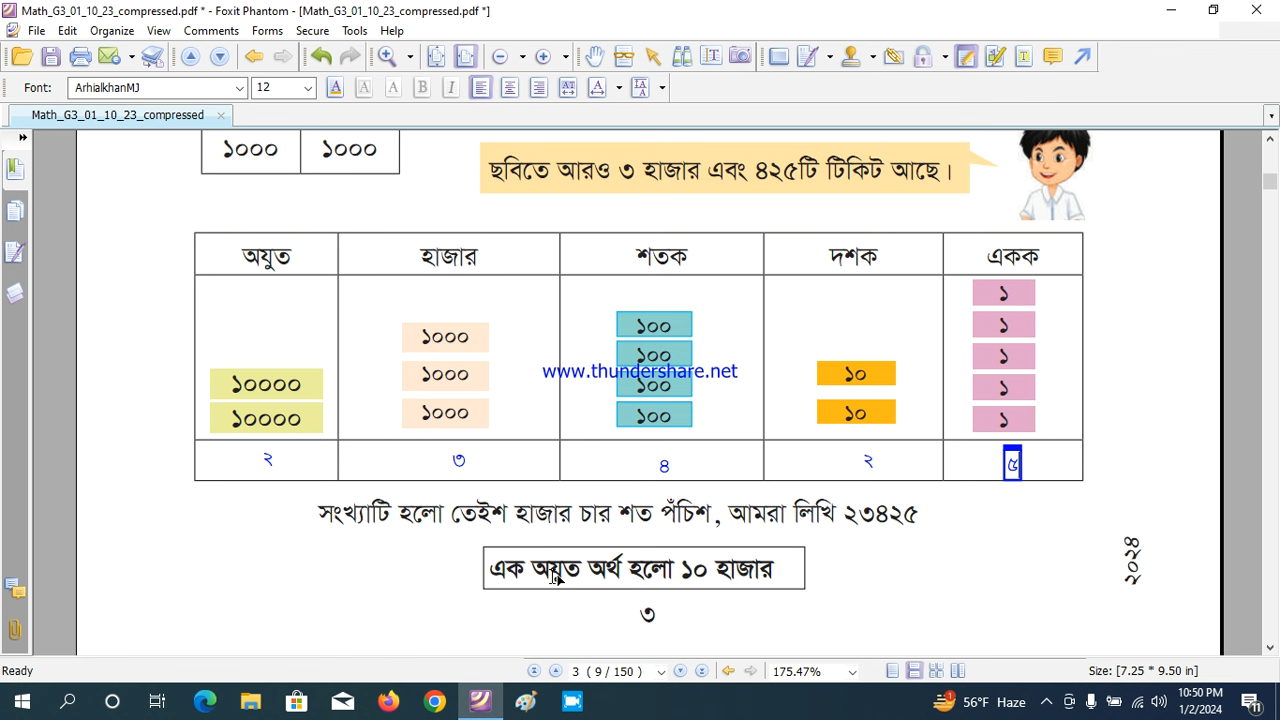 Math_G3_01_10_23_compressed.pdf * - Foxit Phantom - [Math_G3_01_10_23_compressed.pdf *]
File Edit Organize View Comments Forms Secure Tools Help
Font: ArhialkhanMJ 12
Math_G3_01_10_23_compressed
১০০০ ১০০০
ছবিতে আরও ৩ হাজার এবং ৪২৫টি টিকিট আছে।
অযুত হাজার শতক দশক একক
১
১০০০ ১০০ ১
১০০ ১
১০০০০ ১০০০ ১০০ ১০ ১
১০০০০ ১০০০ ১০০ ১০ ১
www.thundershare.net
২ ৩ ৪ ২ ৫
সংখ্যাটি হলো তেইশ হাজার চার শত পঁচিশ, আমরা লিখি ২৩৪২৫
এক অযুত অর্থ হলো ১০ হাজার
৩
২০২৪
Ready 3 ( 9 / 150 ) 175.47% Size: [7.25 * 9.50 in]
56°F Haze 10:50 PM
1/2/2024 11